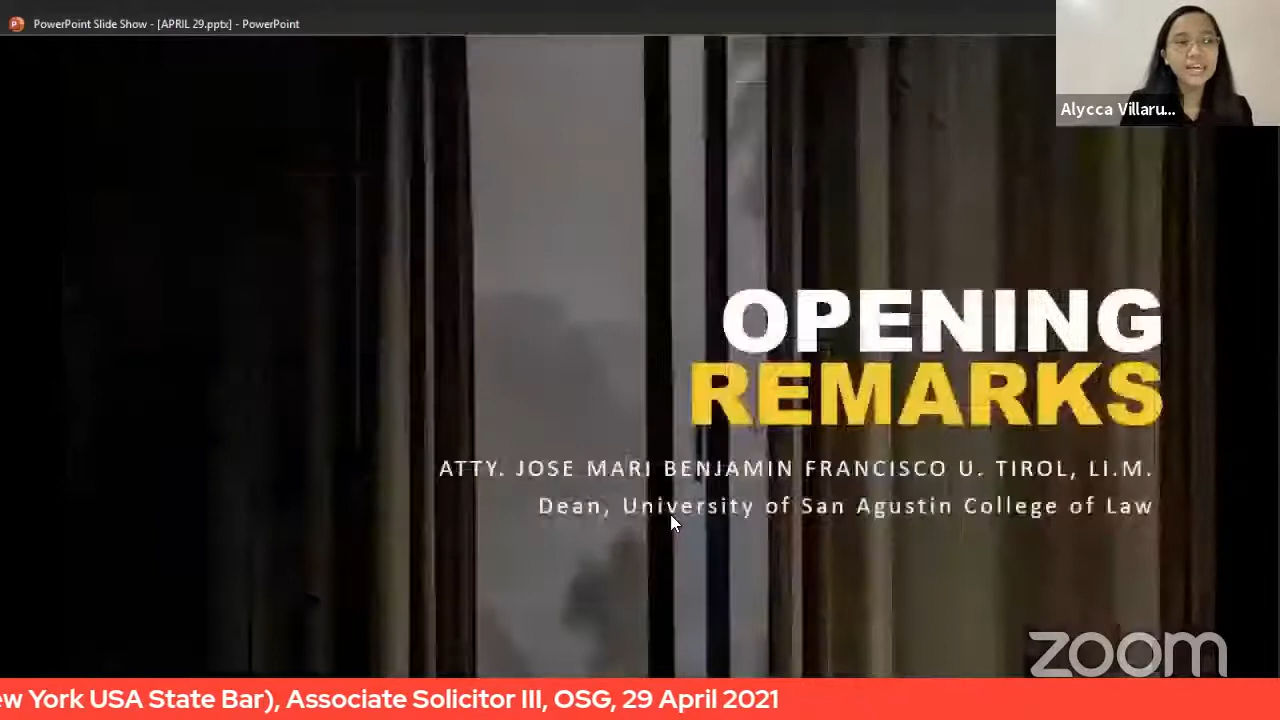 PowerPoint Slide Show - [APRIL 29.pptx] - PowerPoint
Alycca Villaru...
OPENING
REMARKS
ATTY. JOSE MARI BENJAMIN FRANCISCO U. TIROL, LI.M.
Dean, University of San Agustin College of Law
zoom
ew York USA State Bar), Associate Solicitor III, OSG, 29 April 2021